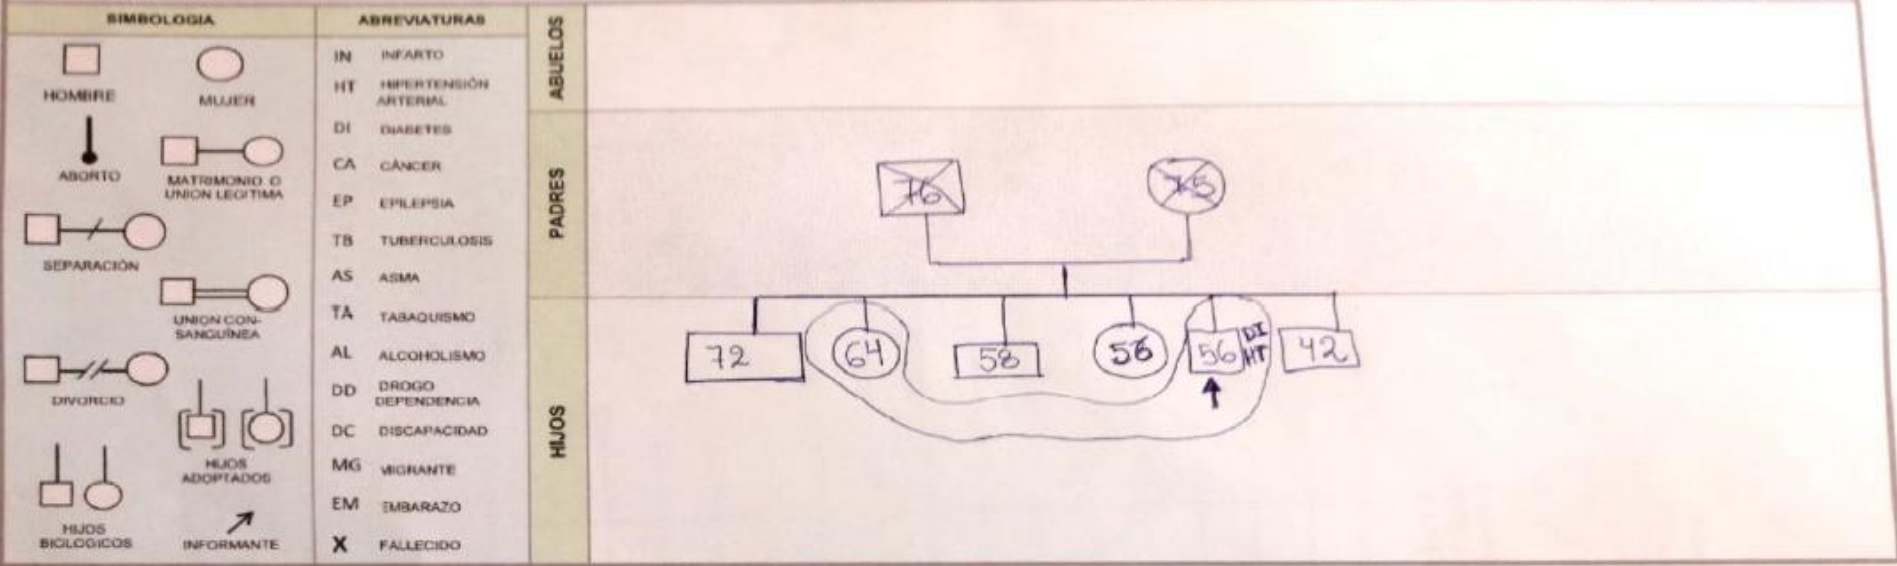 SIMBOLOGIA
HOMBRE
MUJER
ABORTO
MATRIMONIO O
UNION LEGITIMA
SEPARACIÓN
UNION CON-
SANGUÍNEA
DIVORCIO
HIJOS
ADOPTADOS
HIJOS
BIOLOGICOS
INFORMANTE
ABREVIATURAS
IN INFARTO
HT HIPERTENSIÓN
ARTERIAL
DI DIABETES
CA CÁNCER
EP EPILEPSIA
TB TUBERCULOSIS
AS ASMA
TA TABAQUISMO
AL ALCOHOLISMO
DD DROGO
DEPENDENCIA
DC DISCAPACIDAD
MG MIGRANTE
EM EMBARAZO
X FALLECIDO
ABUELOS
PADRES
76 75
HIJOS
72 64 58 56 56 DI 42
HT